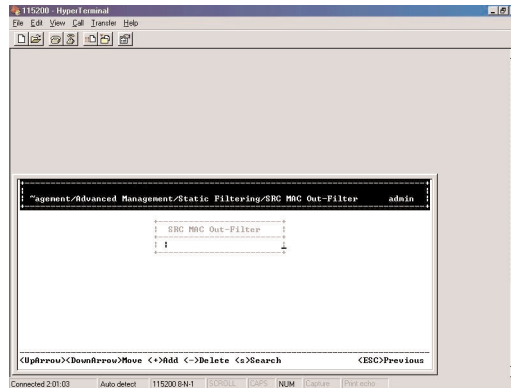 115200 - HyperTerminal
File Edit View Call Transfer Help
~agement/Advanced Management/Static Filtering/SRC MAC Out-Filter admin
SRC MAC Out-Filter
<UpArrow><DownArrow>Move <+>Add <->Delete <s>Search <ESC>Previous
Connected 2:01:03 Auto detect 115200 8-N-1 SCROLL CAPS NUM Capture Print echo